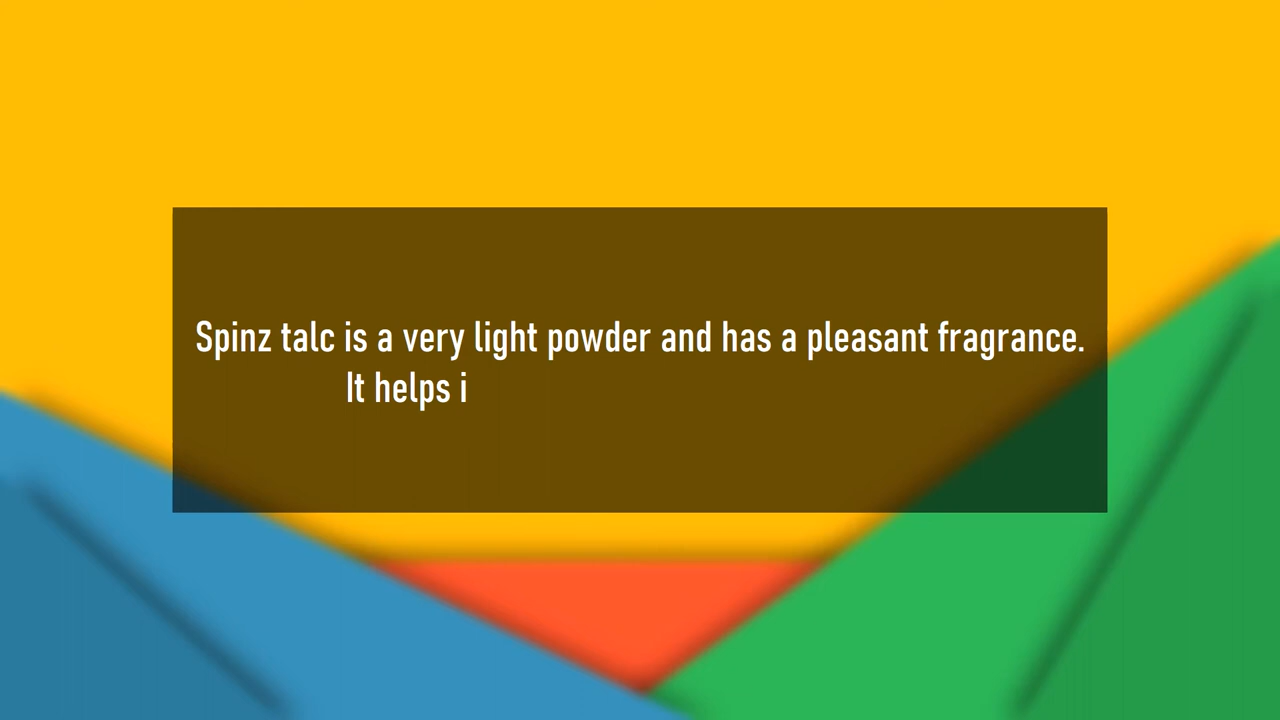 Spinz talc is a very light powder and has a pleasant fragrance.
It helps i